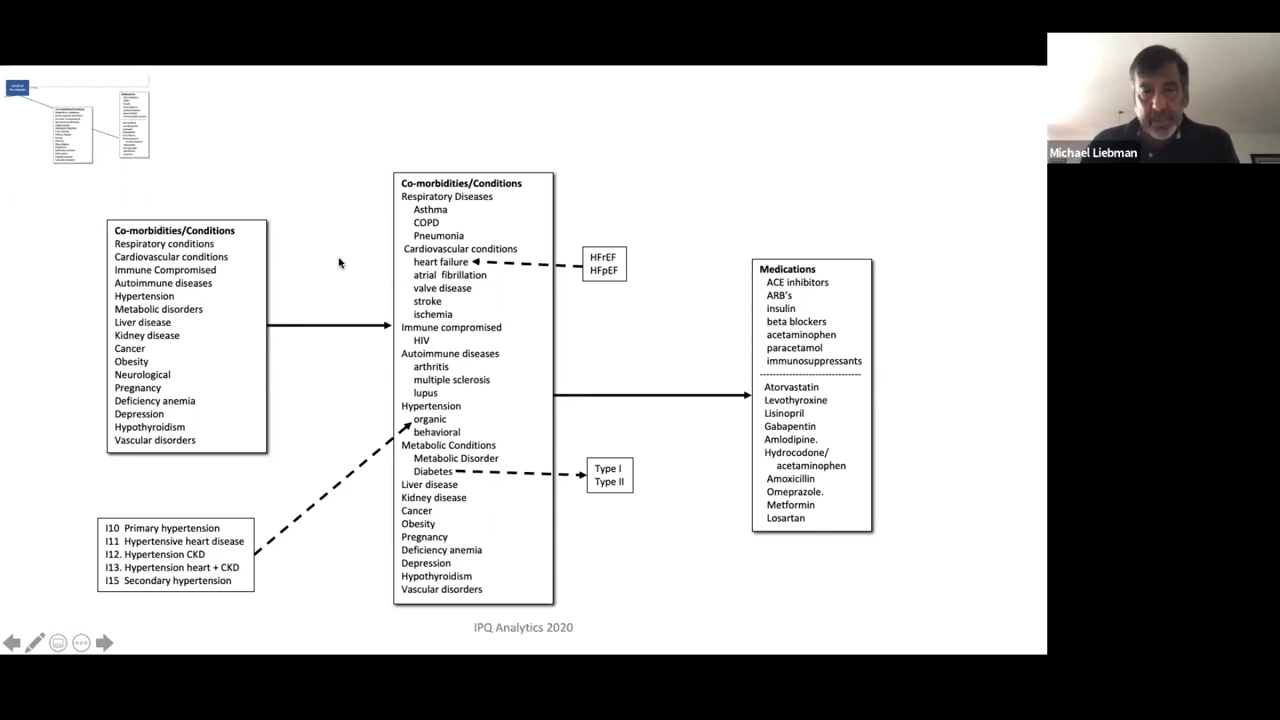 Michael Liebman
Co-morbidities/Conditions
Respiratory conditions
Cardiovascular conditions
Immune Compromised
Autoimmune diseases
Hypertension
Metabolic disorders
Liver disease
Kidney disease
Cancer
Obesity
Neurological
Pregnancy
Deficiency anemia
Depression
Hypothyroidism
Vascular disorders
I10 Primary hypertension
I11 Hypertensive heart disease
I12. Hypertension CKD
I13. Hypertension heart + CKD
I15 Secondary hypertension
Co-morbidities/Conditions
Respiratory Diseases
Asthma
COPD
Pneumonia
Cardiovascular conditions
heart failure
atrial fibrillation
valve disease
stroke
ischemia
Immune compromised
HIV
Autoimmune diseases
arthritis
multiple sclerosis
lupus
Hypertension
organic
behavioral
Metabolic Conditions
Metabolic Disorder
Diabetes
Liver disease
Kidney disease
Cancer
Obesity
Pregnancy
Deficiency anemia
Depression
Hypothyroidism
Vascular disorders
HFrEF
HFpEF
Type I
Type II
Medications
ACE inhibitors
ARB's
insulin
beta blockers
acetaminophen
paracetamol
immunosuppressants
Atorvastatin
Levothyroxine
Lisinopril
Gabapentin
Amlodipine.
Hydrocodone/
acetaminophen
Amoxicillin
Omeprazole.
Metformin
Losartan
IPQ Analytics 2020